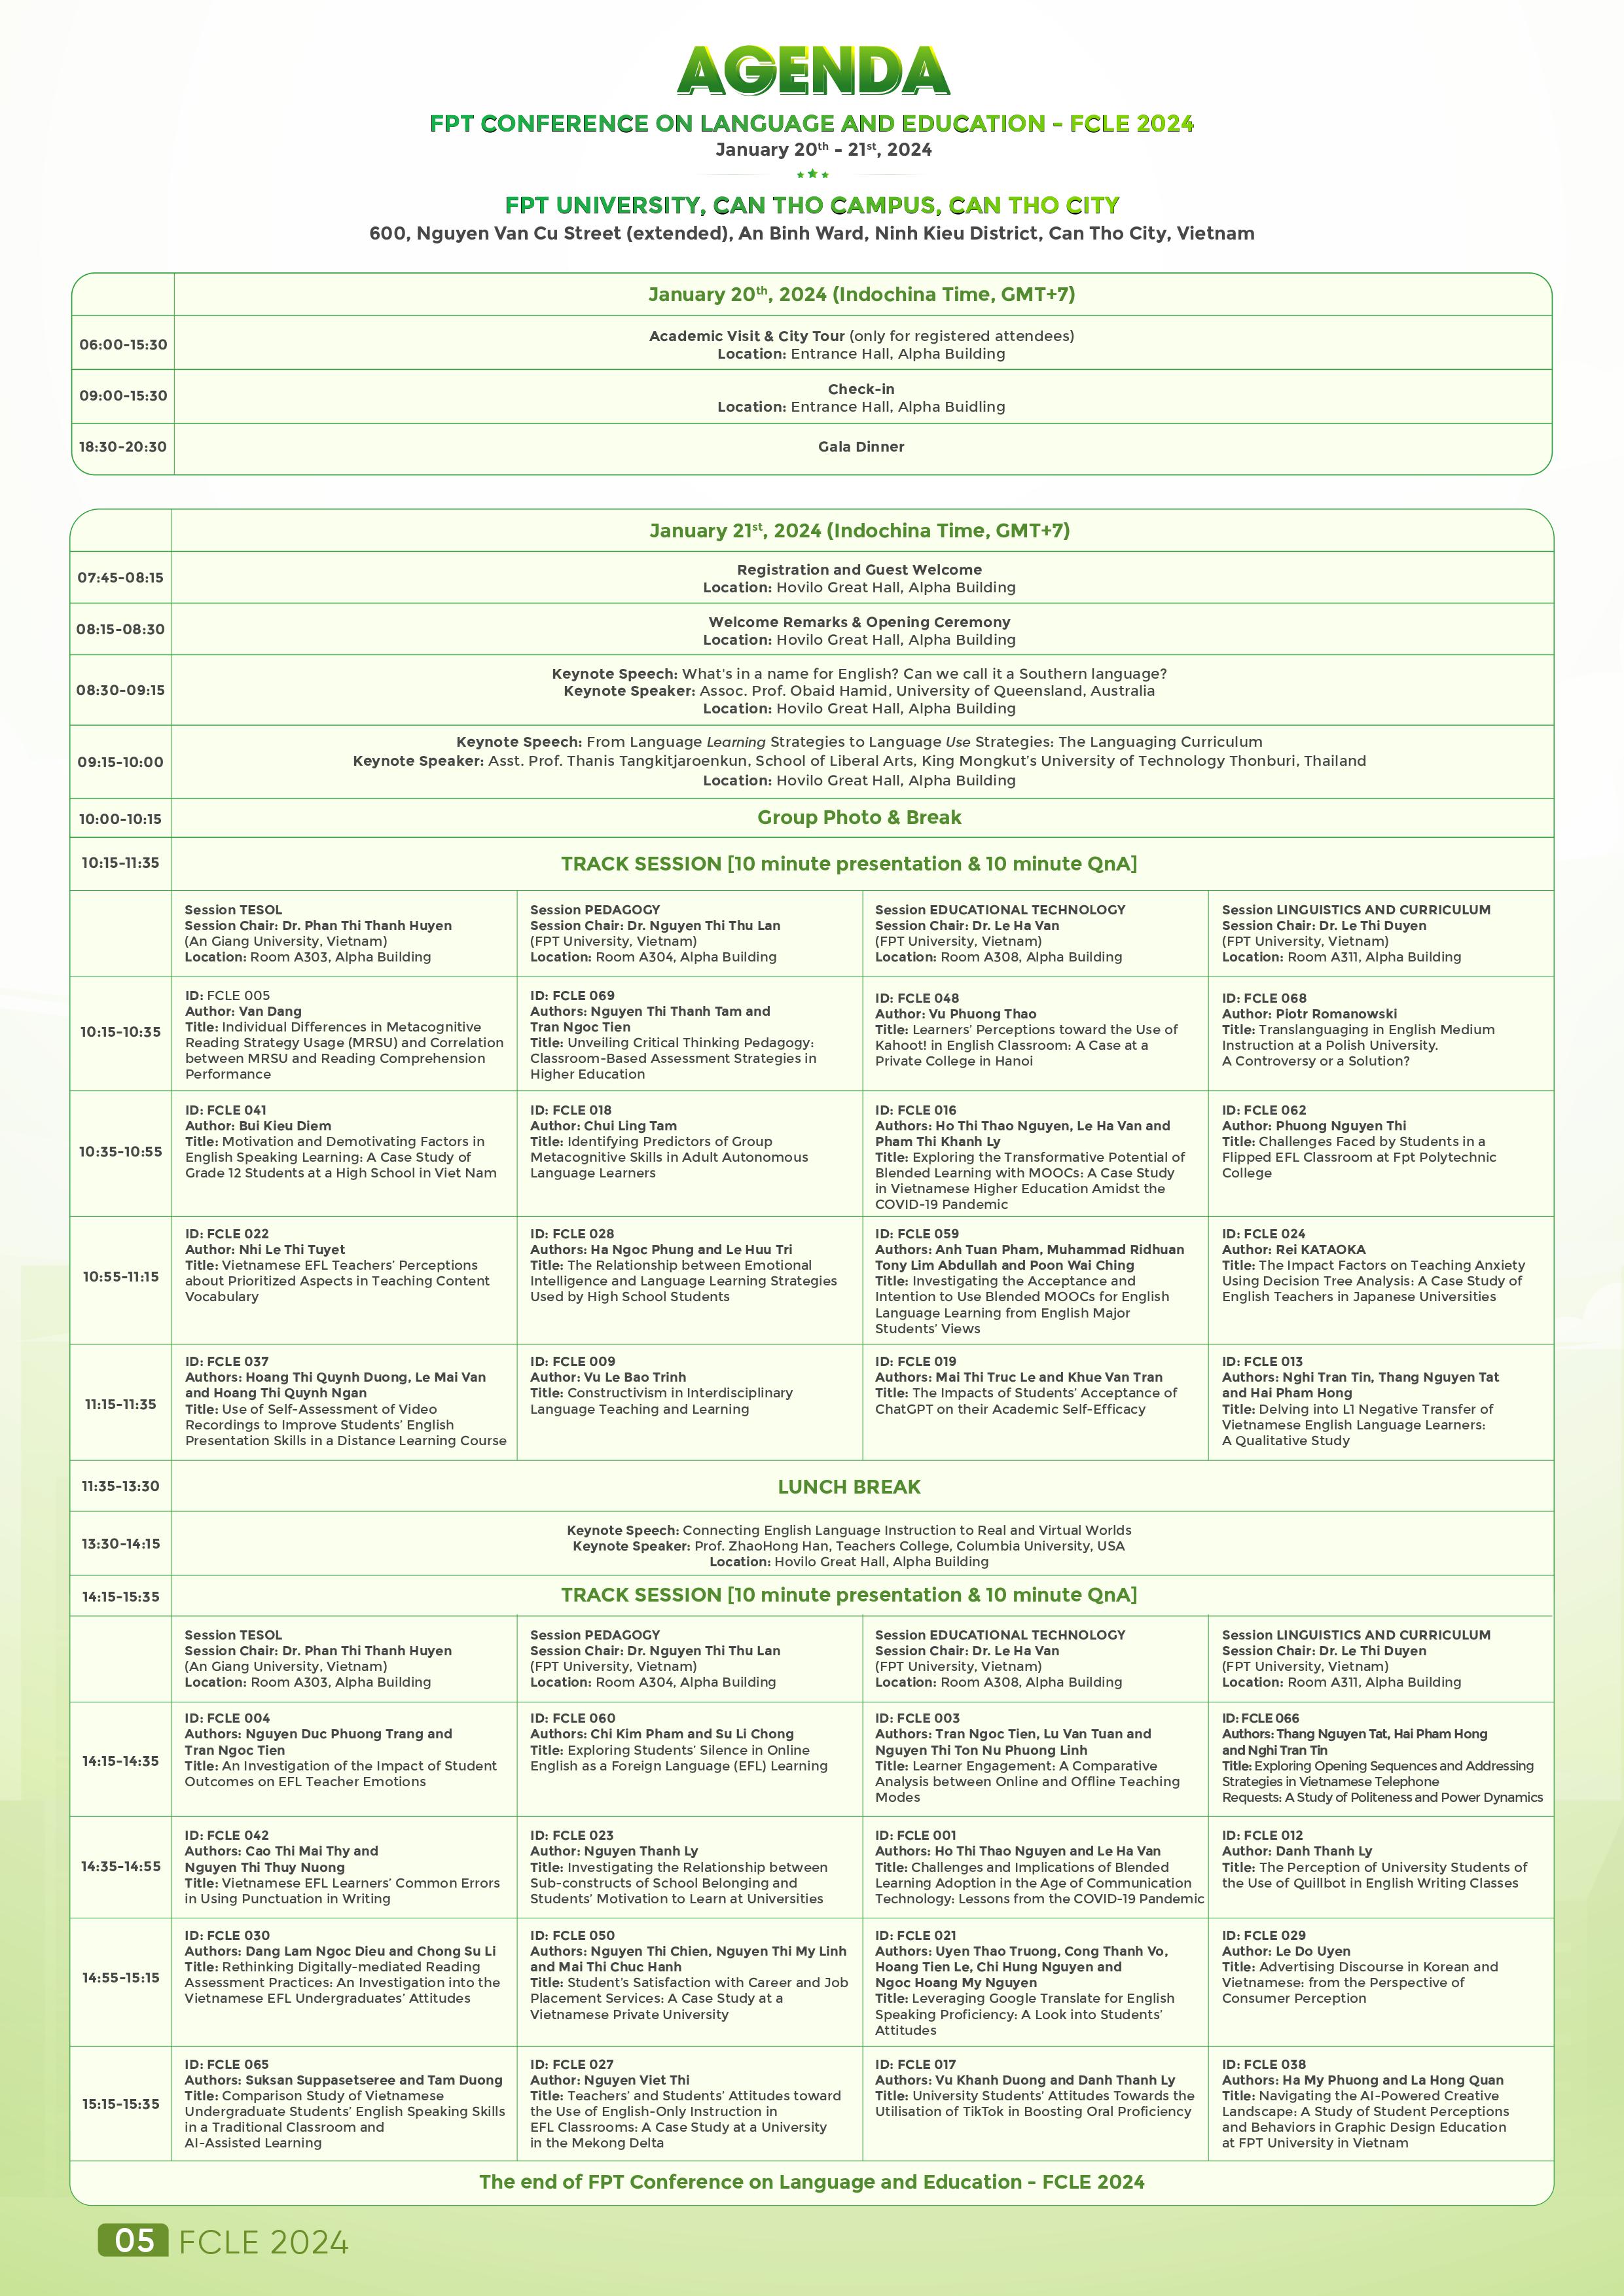 AGENDA
FPT CONFERENCE ON LANGUAGE AND EDUCATION - FCLE 2024
January 20th - 21st, 2024
FPT UNIVERSITY, CAN THO CAMPUS, CAN THO CITY
600, Nguyen Van Cu Street (extended), An Binh Ward, Ninh Kieu District, Can Tho City, Vietnam
January 20th, 2024 (Indochina Time, GMT+7)
06:00-15:30
Academic Visit & City Tour (only for registered attendees)
Location: Entrance Hall, Alpha Building
09:00-15:30
Check-in
Location: Entrance Hall, Alpha Buidling
18:30-20:30
Gala Dinner
January 21st, 2024 (Indochina Time, GMT+7)
07:45-08:15
Registration and Guest Welcome
Location: Hovilo Great Hall, Alpha Building
08:15-08:30
Welcome Remarks & Opening Ceremony
Location: Hovilo Great Hall, Alpha Building
08:30-09:15
Keynote Speech: What's in a name for English? Can we call it a Southern language?
Keynote Speaker: Assoc. Prof. Obaid Hamid, University of Queensland, Australia
Location: Hovilo Great Hall, Alpha Building
09:15-10:00
Keynote Speech: From Language Learning Strategies to Language Use Strategies: The Languaging Curriculum
Keynote Speaker: Asst. Prof. Thanis Tangkitjaroenkun, School of Liberal Arts, King Mongkut's University of Technology Thonburi, Thailand
Location: Hovilo Great Hall, Alpha Building
10:00-10:15
Group Photo & Break
10:15-11:35
TRACK SESSION [10 minute presentation & 10 minute QnA]
Session TESOL
Session Chair: Dr. Phan Thi Thanh Huyen
(An Giang University, Vietnam)
Location: Room A303, Alpha Building
Session PEDAGOGY
Session Chair: Dr. Nguyen Thi Thu Lan
(FPT University, Vietnam)
Location: Room A304, Alpha Building
Session EDUCATIONAL TECHNOLOGY
Session Chair: Dr. Le Ha Van
(FPT University, Vietnam)
Location: Room A308, Alpha Building
Session LINGUISTICS AND CURRICULUM
Session Chair: Dr. Le Thi Duyen
(FPT University, Vietnam)
Location: Room A311, Alpha Building
10:15-10:35
ID: FCLE 005
Author: Van Dang
Title: Individual Differences in Metacognitive
Reading Strategy Usage (MRSU) and Correlation
between MRSU and Reading Comprehension
Performance
ID: FCLE 069
Authors: Nguyen Thi Thanh Tam and
Tran Ngoc Tien
Title: Unveiling Critical Thinking Pedagogy:
Classroom-Based Assessment Strategies in
Higher Education
ID: FCLE 048
Author: Vu Phuong Thao
Title: Learners' Perceptions toward the Use of
Kahoot! in English Classroom: A Case at a
Private College in Hanoi
ID: FCLE 068
Author: Piotr Romanowski
Title: Translanguaging in English Medium
Instruction at a Polish University.
A Controversy or a Solution?
10:35-10:55
ID: FCLE 041
Author: Bui Kieu Diem
Title: Motivation and Demotivating Factors in
English Speaking Learning: A Case Study of
Grade 12 Students at a High School in Viet Nam
ID: FCLE 018
Author: Chui Ling Tam
Title: Identifying Predictors of Group
Metacognitive Skills in Adult Autonomous
Language Learners
ID: FCLE 016
Authors: Ho Thi Thao Nguyen, Le Ha Van and
Pham Thi Khanh Ly
Title: Exploring the Transformative Potential of
Blended Learning with MOOCs: A Case Study
in Vietnamese Higher Education Amidst the
COVID-19 Pandemic
ID: FCLE 062
Author: Phuong Nguyen Thi
Title: Challenges Faced by Students in a
Flipped EFL Classroom at Fpt Polytechnic
College
10:55-11:15
ID: FCLE 022
Author: Nhi Le Thi Tuyet
Title: Vietnamese EFL Teachers' Perceptions
about Prioritized Aspects in Teaching Content
Vocabulary
ID: FCLE 028
Authors: Ha Ngoc Phung and Le Huu Tri
Title: The Relationship between Emotional
Intelligence and Language Learning Strategies
Used by High School Students
ID: FCLE 059
Authors: Anh Tuan Pham, Muhammad Ridhuan
Tony Lim Abdullah and Poon Wai Ching
Title: Investigating the Acceptance and
Intention to Use Blended MOOCs for English
Language Learning from English Major
Students' Views
ID: FCLE 024
Author: Rei KATAOKA
Title: The Impact Factors on Teaching Anxiety
Using Decision Tree Analysis: A Case Study of
English Teachers in Japanese Universities
11:15-11:35
ID: FCLE 037
Authors: Hoang Thi Quynh Duong, Le Mai Van
and Hoang Thi Quynh Ngan
Title: Use of Self-Assessment of Video
Recordings to Improve Students' English
Presentation Skills in a Distance Learning Course
ID: FCLE 009
Author: Vu Le Bao Trinh
Title: Constructivism in Interdisciplinary
Language Teaching and Learning
ID: FCLE 019
Authors: Mai Thi Truc Le and Khue Van Tran
Title: The Impacts of Students' Acceptance of
ChatGPT on their Academic Self-Efficacy
ID: FCLE 013
Authors: Nghi Tran Tin, Thang Nguyen Tat
and Hai Pham Hong
Title: Delving into L1 Negative Transfer of
Vietnamese English Language Learners:
A Qualitative Study
11:35-13:30
LUNCH BREAK
13:30-14:15
Keynote Speech: Connecting English Language Instruction to Real and Virtual Worlds
Keynote Speaker: Prof. ZhaoHong Han, Teachers College, Columbia University, USA
Location: Hovilo Great Hall, Alpha Building
14:15-15:35
TRACK SESSION [10 minute presentation & 10 minute QnA]
Session TESOL
Session Chair: Dr. Phan Thi Thanh Huyen
(An Giang University, Vietnam)
Location: Room A303, Alpha Building
Session PEDAGOGY
Session Chair: Dr. Nguyen Thi Thu Lan
(FPT University, Vietnam)
Location: Room A304, Alpha Building
Session EDUCATIONAL TECHNOLOGY
Session Chair: Dr. Le Ha Van
(FPT University, Vietnam)
Location: Room A308, Alpha Building
Session LINGUISTICS AND CURRICULUM
Session Chair: Dr. Le Thi Duyen
(FPT University, Vietnam)
Location: Room A311, Alpha Building
14:15-14:35
ID: FCLE 004
Authors: Nguyen Duc Phuong Trang and
Tran Ngoc Tien
Title: An Investigation of the Impact of Student
Outcomes on EFL Teacher Emotions
ID: FCLE 060
Authors: Chi Kim Pham and Su Li Chong
Title: Exploring Students' Silence in Online
English as a Foreign Language (EFL) Learning
ID: FCLE 003
Authors: Tran Ngoc Tien, Lu Van Tuan and
Nguyen Thi Ton Nu Phuong Linh
Title: Learner Engagement: A Comparative
Analysis between Online and Offline Teaching
Modes
ID: FCLE 066
Authors: Thang Nguyen Tat, Hai Pham Hong
and Nghi Tran Tin
Title: Exploring Opening Sequences and Addressing
Strategies in Vietnamese Telephone
Requests: A Study of Politeness and Power Dynamics
14:35-14:55
ID: FCLE 042
Authors: Cao Thi Mai Thy and
Nguyen Thi Thuy Nuong
Title: Vietnamese EFL Learners' Common Errors
in Using Punctuation in Writing
ID: FCLE 023
Author: Nguyen Thanh Ly
Title: Investigating the Relationship between
Sub-constructs of School Belonging and
Students' Motivation to Learn at Universities
ID: FCLE 001
Authors: Ho Thi Thao Nguyen and Le Ha Van
Title: Challenges and Implications of Blended
Learning Adoption in the Age of Communication
Technology: Lessons from the COVID-19 Pandemic
ID: FCLE 012
Author: Danh Thanh Ly
Title: The Perception of University Students of
the Use of Quillbot in English Writing Classes
14:55-15:15
ID: FCLE 030
Authors: Dang Lam Ngoc Dieu and Chong Su Li
Title: Rethinking Digitally-mediated Reading
Assessment Practices: An Investigation into the
Vietnamese EFL Undergraduates' Attitudes
ID: FCLE 050
Authors: Nguyen Thi Chien, Nguyen Thi My Linh
and Mai Thi Chuc Hanh
Title: Student's Satisfaction with Career and Job
Placement Services: A Case Study at a
Vietnamese Private University
ID: FCLE 021
Authors: Uyen Thao Truong, Cong Thanh Vo,
Hoang Tien Le, Chi Hung Nguyen and
Ngoc Hoang My Nguyen
Title: Leveraging Google Translate for English
Speaking Proficiency: A Look into Students'
Attitudes
ID: FCLE 029
Author: Le Do Uyen
Title: Advertising Discourse in Korean and
Vietnamese: from the Perspective of
Consumer Perception
15:15-15:35
ID: FCLE 065
Authors: Suksan Suppasetseree and Tam Duong
Title: Comparison Study of Vietnamese
Undergraduate Students' English Speaking Skills
in a Traditional Classroom and
AI-Assisted Learning
ID: FCLE 027
Author: Nguyen Viet Thi
Title: Teachers' and Students' Attitudes toward
the Use of English-Only Instruction in
EFL Classrooms: A Case Study at a University
in the Mekong Delta
ID: FCLE 017
Authors: Vu Khanh Duong and Danh Thanh Ly
Title: University Students' Attitudes Towards the
Utilisation of TikTok in Boosting Oral Proficiency
ID: FCLE 038
Authors: Ha My Phuong and La Hong Quan
Title: Navigating the AI-Powered Creative
Landscape: A Study of Student Perceptions
and Behaviors in Graphic Design Education
at FPT University in Vietnam
The end of FPT Conference on Language and Education - FCLE 2024
05 FCLE 2024